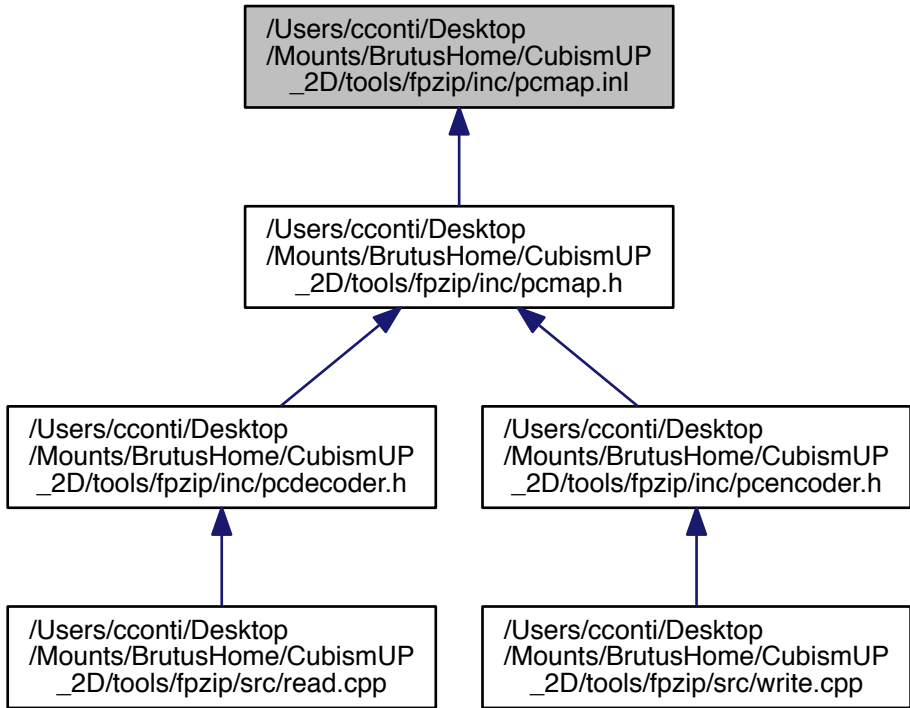 /Users/cconti/Desktop
/Mounts/BrutusHome/CubismUP
_2D/tools/fpzip/inc/pcmap.inl
/Users/cconti/Desktop
/Mounts/BrutusHome/CubismUP
_2D/tools/fpzip/inc/pcmap.h
/Users/cconti/Desktop
/Mounts/BrutusHome/CubismUP
_2D/tools/fpzip/inc/pcdecoder.h
/Users/cconti/Desktop
/Mounts/BrutusHome/CubismUP
_2D/tools/fpzip/inc/pcencoder.h
/Users/cconti/Desktop
/Mounts/BrutusHome/CubismUP
_2D/tools/fpzip/src/read.cpp
/Users/cconti/Desktop
/Mounts/BrutusHome/CubismUP
_2D/tools/fpzip/src/write.cpp